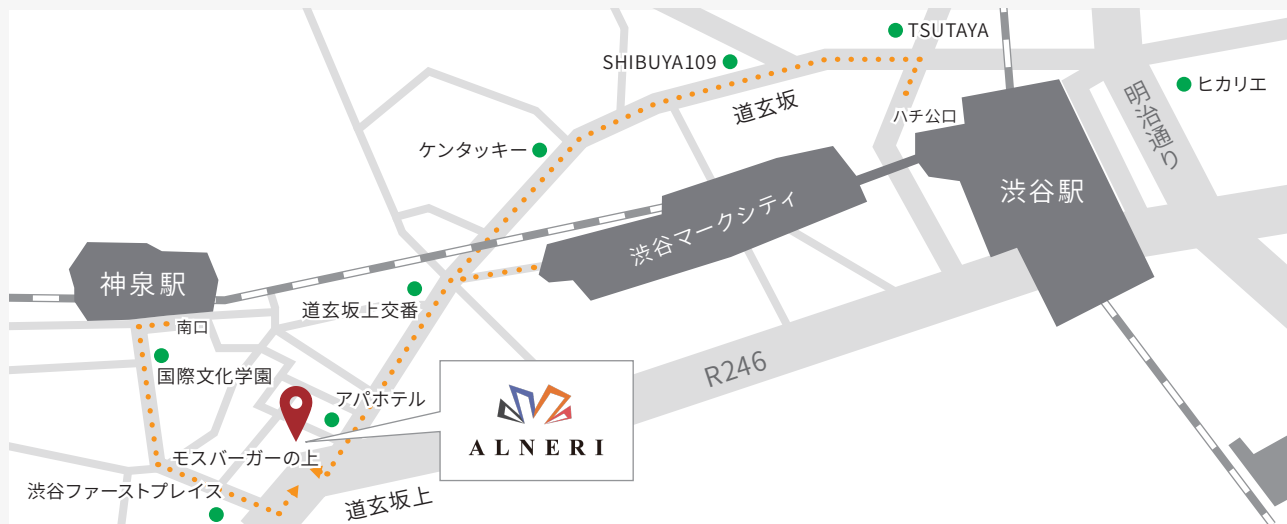 TSUTAYA
SHIBUYA109
ヒカリエ
道玄坂
明治通り
ハチ公口
ケンタッキー
渋谷駅
渋谷マークシティ
神泉駅
道玄坂上交番
南口
国際文化学園
R246
アパホテル
ALNERI
モスバーガーの上
渋谷ファーストプレイス
道玄坂上